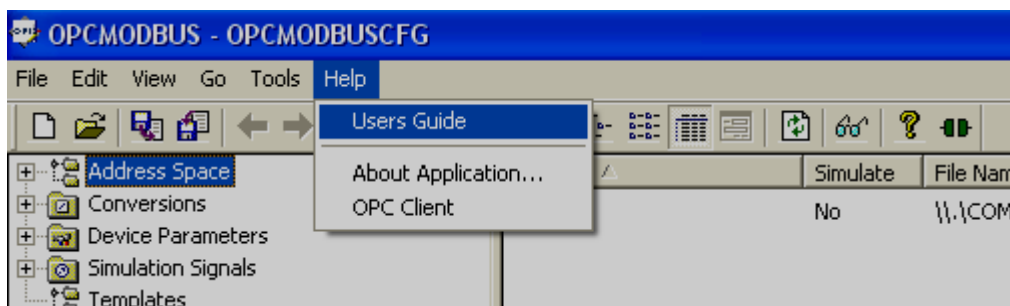 OPCMODBUS - OPCMODBUSCFG
File Edit View Go Tools Help
Users Guide
About Application...
OPC Client
Address Space
Conversions
Device Parameters
Simulation Signals
Templates
Simulate File Nam
No \\.\COM